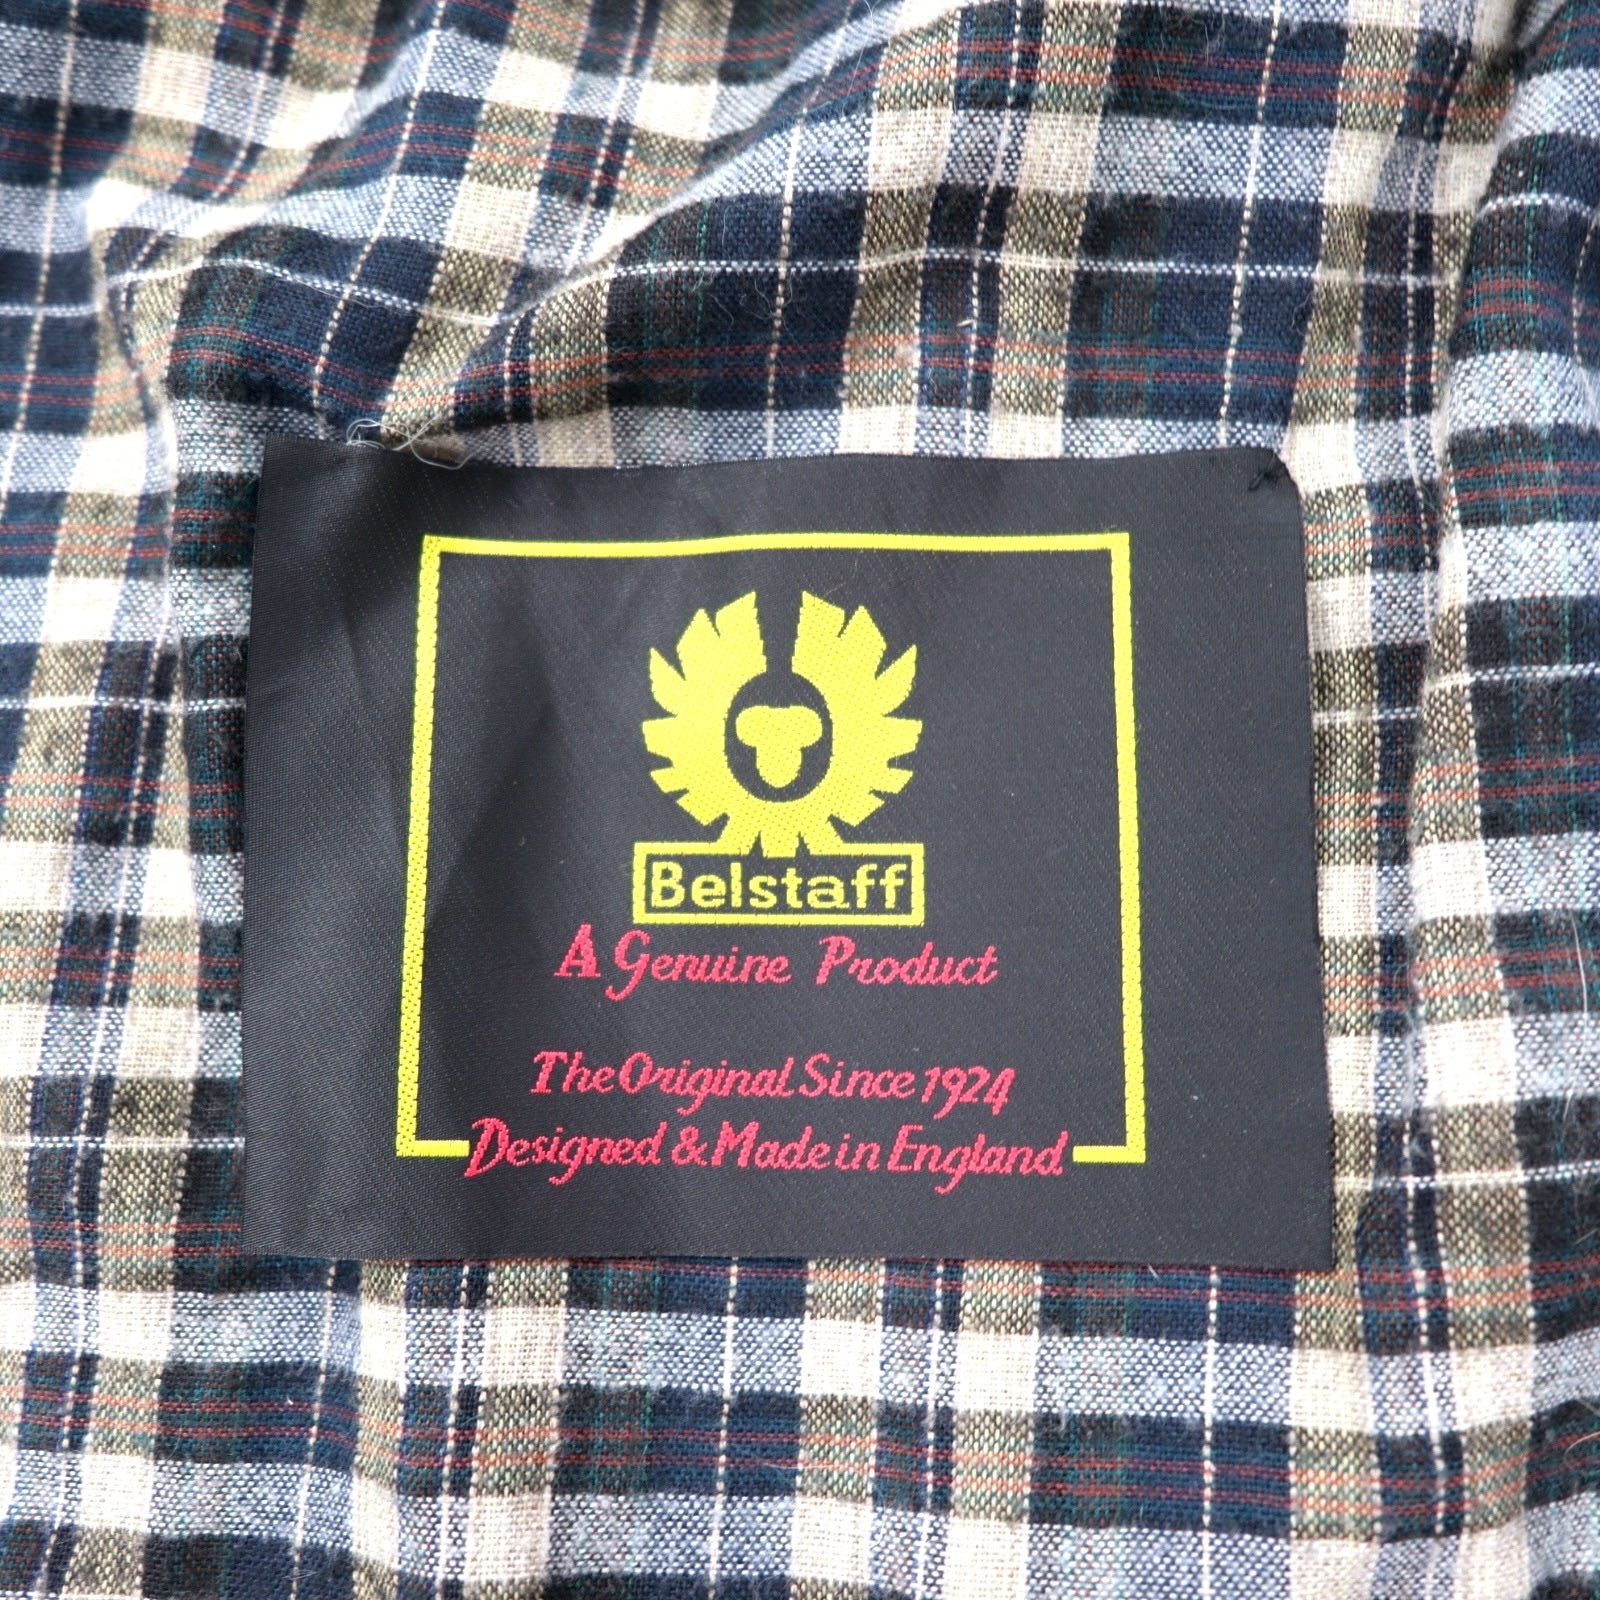 Belstaff
A Genuine Product
The Original Since 1924
Designed & Made in England